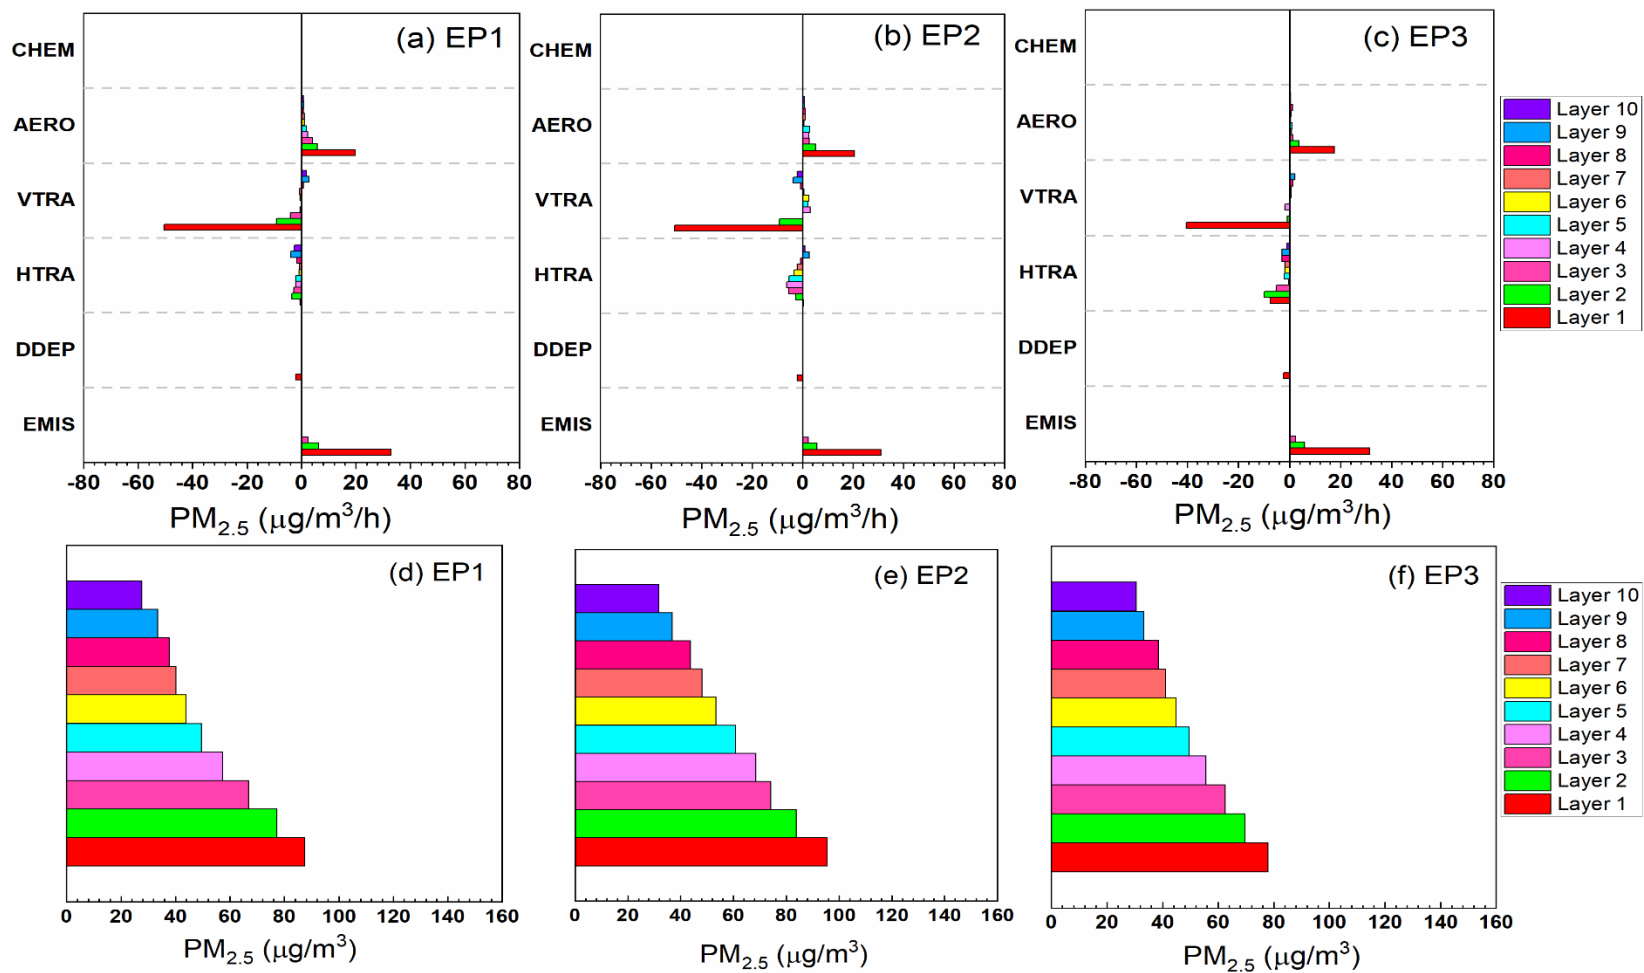 (a) EP1
CHEM
AERO
VTRA
HTRA
DDEP
EMIS
-80 -60 -40 -20 0 20 40 60 80
PM2.5 (μg/m3/h)
(b) EP2
CHEM
AERO
VTRA
HTRA
DDEP
EMIS
-80 -60 -40 -20 0 20 40 60 80
PM2.5 (μg/m3/h)
(c) EP3
CHEM
AERO
VTRA
HTRA
DDEP
EMIS
-80 -60 -40 -20 0 20 40 60 80
PM2.5 (μg/m3/h)
Layer 10
Layer 9
Layer 8
Layer 7
Layer 6
Layer 5
Layer 4
Layer 3
Layer 2
Layer 1
(d) EP1
0 20 40 60 80 100 120 140 160
PM2.5 (μg/m3)
(e) EP2
0 20 40 60 80 100 120 140 160
PM2.5 (μg/m3)
(f) EP3
0 20 40 60 80 100 120 140 160
PM2.5 (μg/m3)
Layer 10
Layer 9
Layer 8
Layer 7
Layer 6
Layer 5
Layer 4
Layer 3
Layer 2
Layer 1